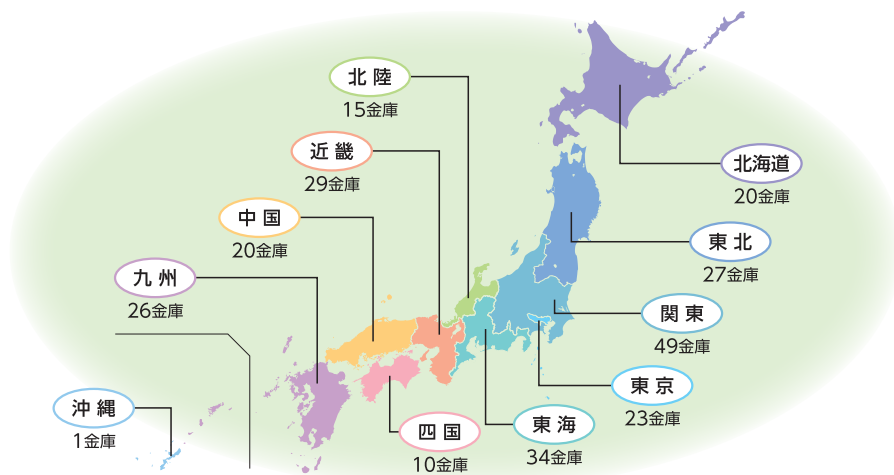 北陸
15金庫
近畿
29金庫
中国
20金庫
九州
26金庫
沖縄
1金庫
北海道
20金庫
東北
27金庫
関東
49金庫
東京
23金庫
東海
34金庫
四国
10金庫